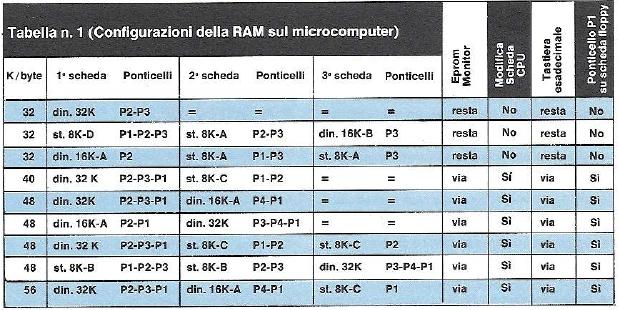 Tabella n. 1 (Configurazioni della RAM sul microcomputer)
Eprom Monitor
Modifica Scheda CPU
Tastiera esadecimale
Ponticello P1 su scheda floppy
K/byte 1ª scheda Ponticelli 2ª scheda Ponticelli 3ª scheda Ponticelli
32 din. 32K P2-P3 = = = = resta No resta No
32 st. 8K-D P1-P2-P3 st. 8K-A P2-P3 din. 16K-B P3 resta No resta No
32 din. 16K-A P2 st. 8K-A P1-P3 st. 8K-A P3 resta No resta No
40 din. 32 K P2-P3-P1 st. 8K-C P1-P2 = = via Sí via Sì
48 din. 32K P2-P3-P1 din. 16K-A P4-P1 = = via Sì via Sì
48 din. 16K-A P2-P1 din. 32K P3-P4-P1 = = via Sì via Sì
48 din. 32 K P2-P3-P1 st. 8K-C P1-P2 st. 8K-C P2 via Sì via Sì
48 st. 8K-B P1-P2-P3 st. 8K-B P2-P3 din. 32K P3-P4-P1 via Sì via Sì
56 din. 32K P2-P3-P1 din. 16K-A P4-P1 st. 8K-C P1 via Sì via Sì